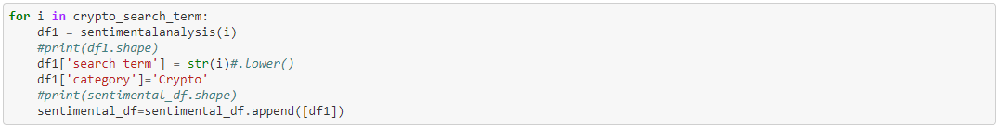 for i in crypto_search_term:
    df1 = sentimentalanalysis(i)
    #print(df1.shape)
    df1['search_term'] = str(i)#.lower()
    df1['category']='Crypto'
    #print(sentimental_df.shape)
    sentimental_df=sentimental_df.append([df1])